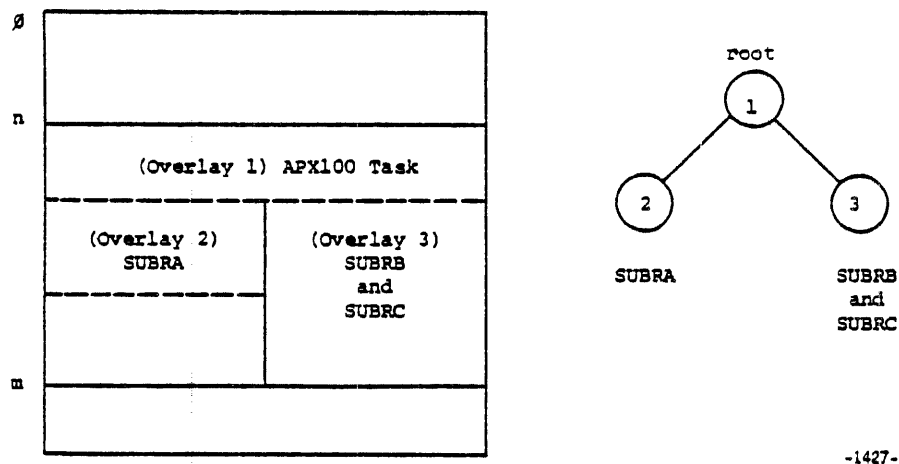 Ø
n
(Overlay 1) APX100 Task
(Overlay 2)
SUBRA
(Overlay 3)
SUBRB
and
SUBRC
m
root
1
2
3
SUBRA
SUBRB
and
SUBRC
-1427-